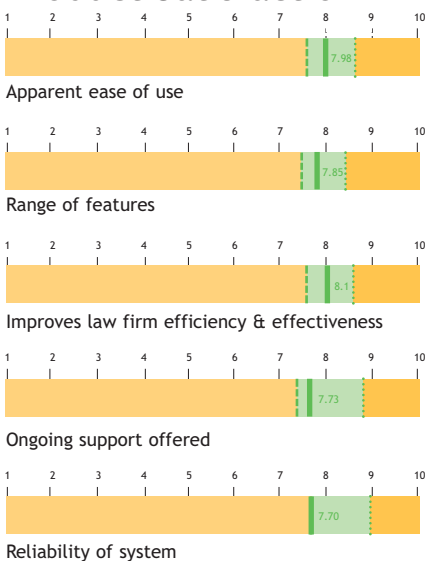 1 2 3 4 5 6 7 8 9 10
7.98
Apparent ease of use
1 2 3 4 5 6 7 8 9 10
7.85
Range of features
1 2 3 4 5 6 7 8 9 10
8.1
Improves law firm efficiency & effectiveness
1 2 3 4 5 6 7 8 9 10
7.73
Ongoing support offered
1 2 3 4 5 6 7 8 9 10
7.70
Reliability of system